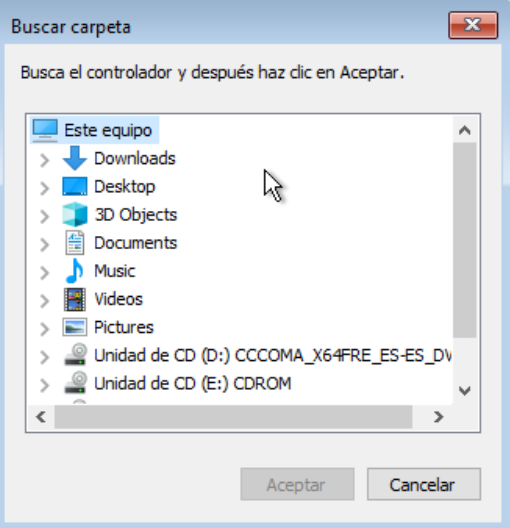 Buscar carpeta
Busca el controlador y después haz clic en Aceptar.
Este equipo
Downloads
Desktop
3D Objects
Documents
Music
Videos
Pictures
Unidad de CD (D:) CCCOMA_X64FRE_ES-ES_DV
Unidad de CD (E:) CDROM
Aceptar
Cancelar